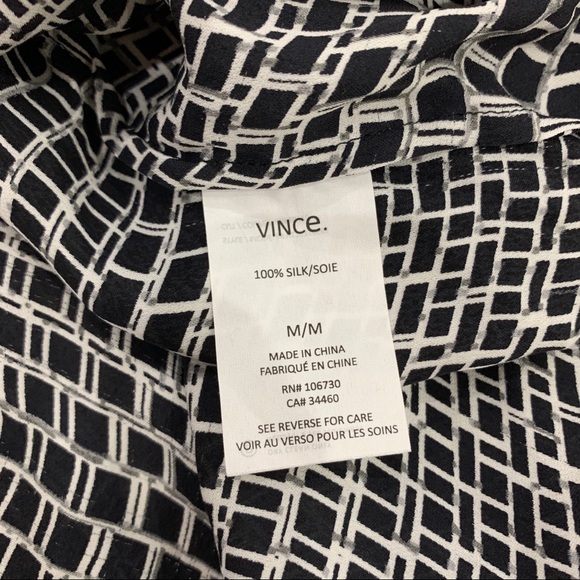 VINCE.
100% SILK/SOIE
M/M
MADE IN CHINA
FABRIQUÉ EN CHINE
RN# 106730
CA# 34460
SEE REVERSE FOR CARE
VOIR AU VERSO POUR LES SOINS